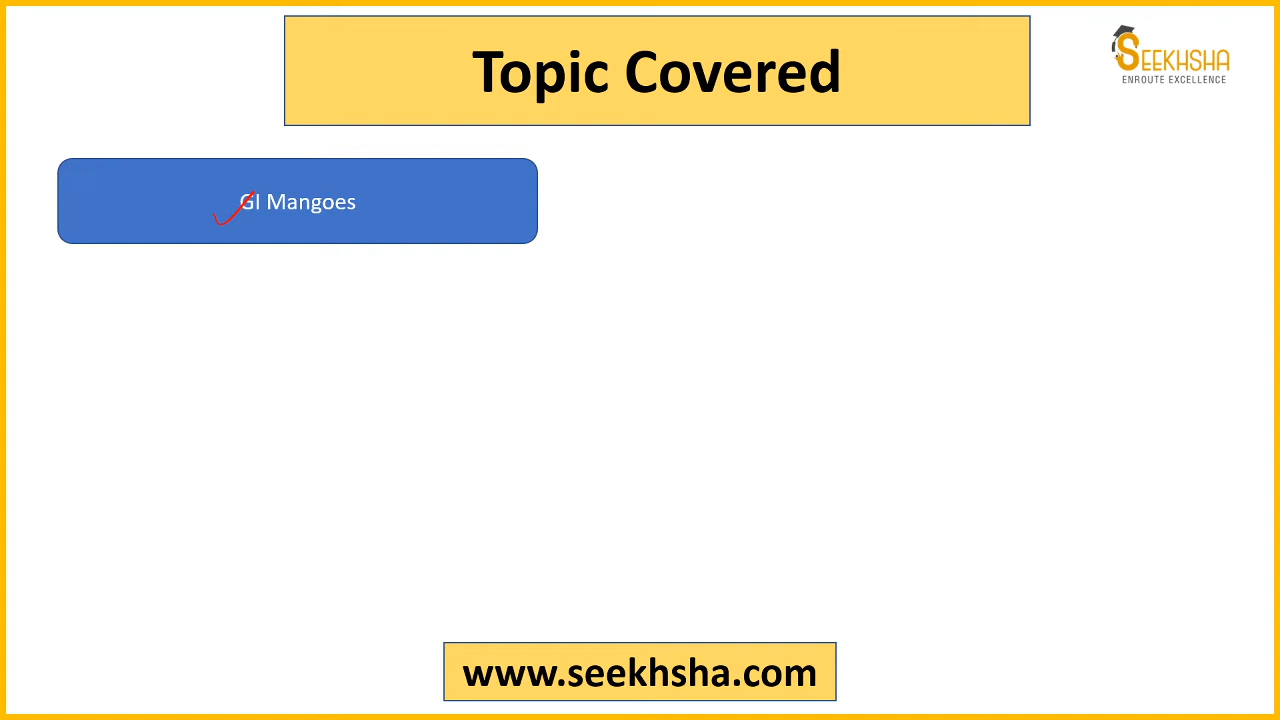 Topic Covered
SEEKHSHA
ENROUTE EXCELLENCE
GI Mangoes
www.seekhsha.com